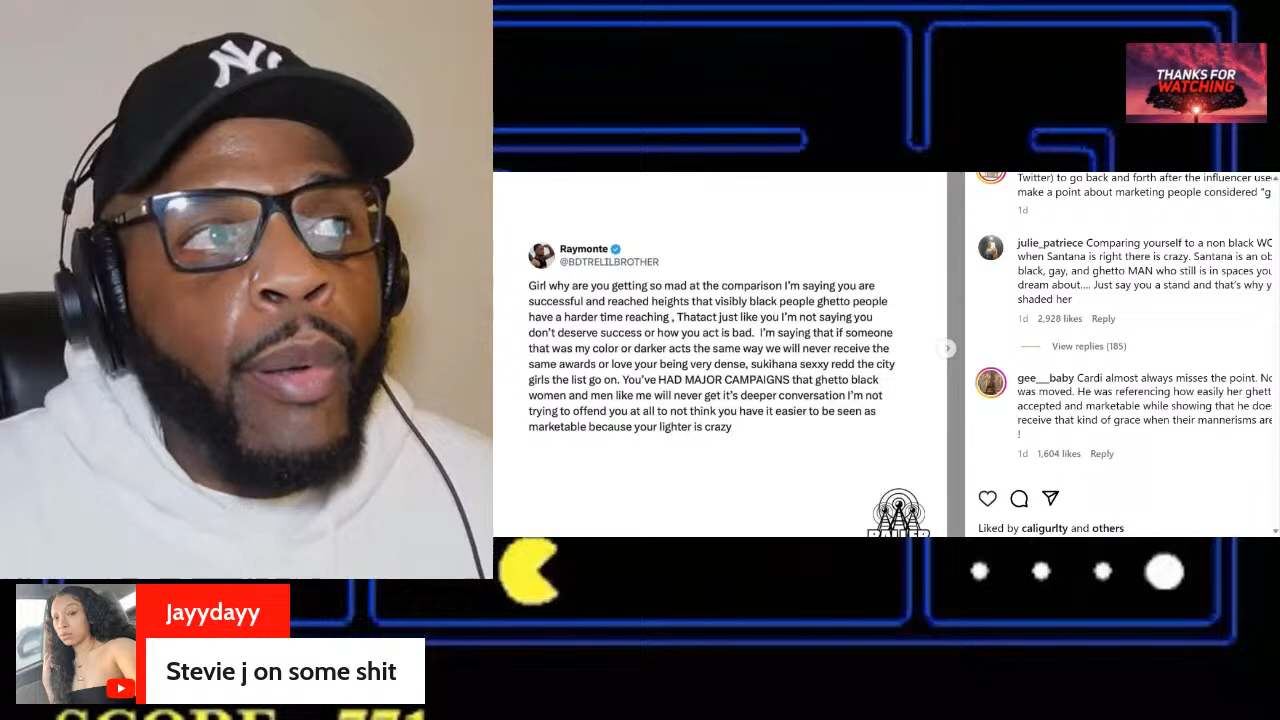 NY
THANKS FOR
WATCHING
Raymonte
@BDTRELILBROTHER
Girl why are you getting so mad at the comparison I'm saying you are
successful and reached heights that visibly black people ghetto people
have a harder time reaching , Thatact just like you I'm not saying you
don't deserve success or how you act is bad. I'm saying that if someone
that was my color or darker acts the same way we will never receive the
same awards or love your being very dense, sukihana sexxy redd the city
girls the list go on. You've HAD MAJOR CAMPAIGNS that ghetto black
women and men like me will never get it's deeper conversation I'm not
trying to offend you at all to not think you have it easier to be seen as
marketable because your lighter is crazy
Twitter) to go back and forth after the influencer use
make a point about marketing people considered "g
1d
julie_patriece Comparing yourself to a non black WC
when Santana is right there is crazy. Santana is an ob
black, gay, and ghetto MAN who still is in spaces you
dream about.... Just say you a stand and that's why y
shaded her
1d 2,928 likes Reply
View replies (185)
gee__baby Cardi almost always misses the point. Nc
was moved. He was referencing how easily her ghett
accepted and marketable while showing that he doe
receive that kind of grace when their mannerisms are
!
1d 1,604 likes Reply
Liked by caligurlty and others
Jayydayy
Stevie j on some shit
SCORE 771